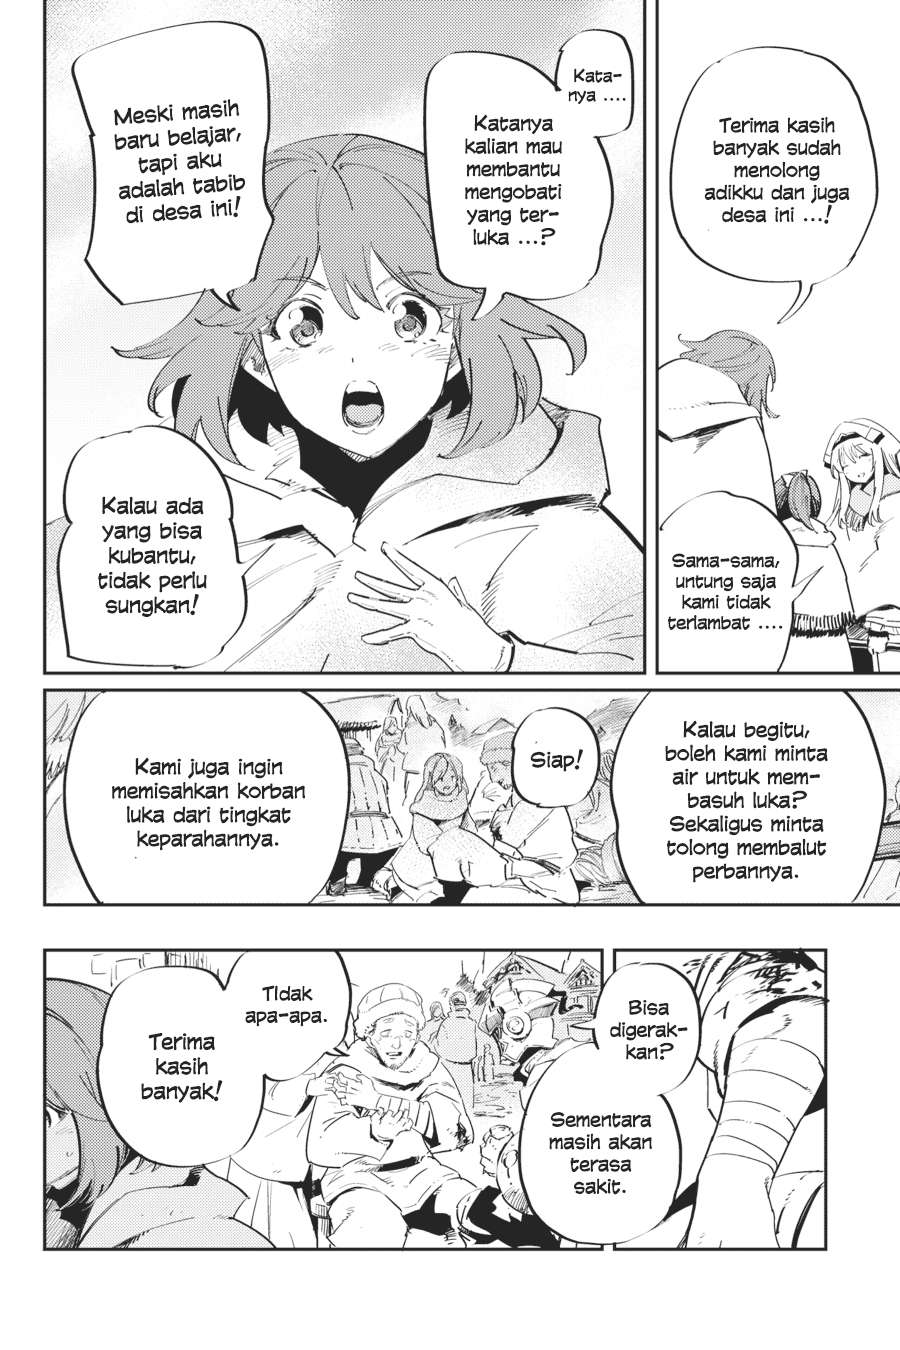 Terima kasih
banyak sudah
menolong
adikku dan juga
desa ini ...!
Sama-sama,
untung saja
kami tidak
terlambat ....
Kata-
nya ....
Katanya
kalian mau
membantu
mengobati
yang ter-
luka ...?
Meski masih
baru belajar,
tapi aku
adalah tabib
di desa ini!
Kalau ada
yang bisa
kubantu,
tidak perlu
sungkan!
Kalau begitu,
boleh kami minta
air untuk mem-
basuh luka?
Sekaligus minta
tolong membalut
perbannya.
Siap!
Kami juga ingin
memisahkan korban
luka dari tingkat
keparahannya.
Bisa
digerak-
kan?
Sementara
masih akan
terasa
sakit.
TIdak
apa-apa.
Terima
kasih
banyak!